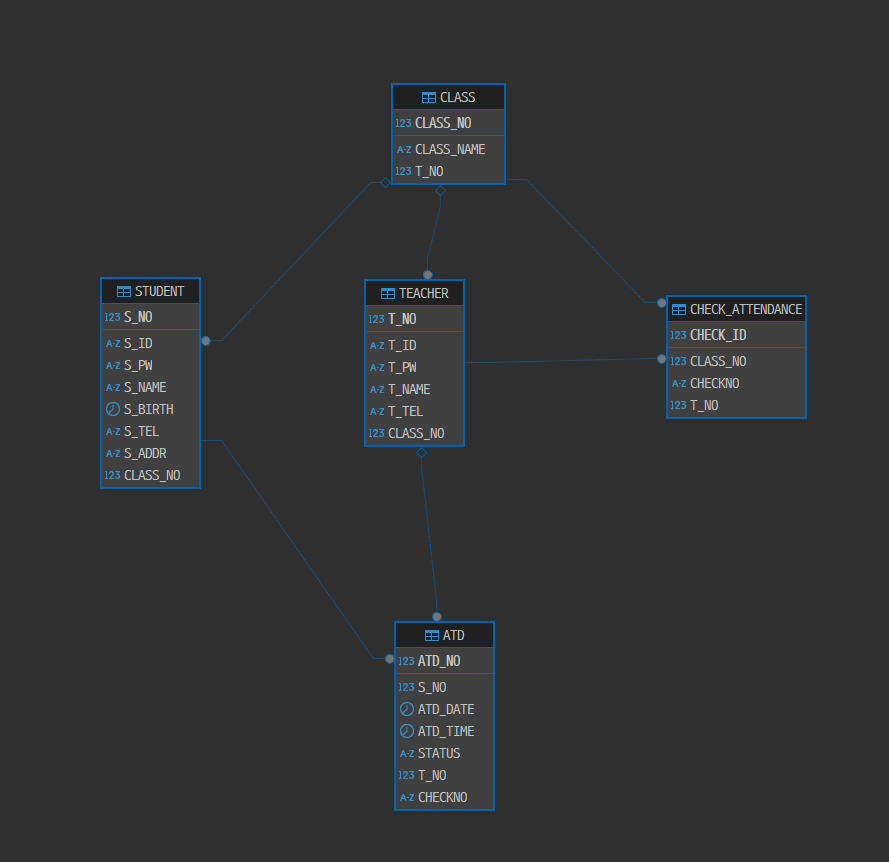 CLASS
123 CLASS_NO
A-Z CLASS_NAME
123 T_NO
STUDENT
123 S_NO
A-Z S_ID
A-Z S_PW
A-Z S_NAME
S_BIRTH
A-Z S_TEL
A-Z S_ADDR
123 CLASS_NO
TEACHER
123 T_NO
A-Z T_ID
A-Z T_PW
A-Z T_NAME
A-Z T_TEL
123 CLASS_NO
CHECK_ATTENDANCE
123 CHECK_ID
123 CLASS_NO
A-Z CHECKNO
123 T_NO
ATD
123 ATD_NO
123 S_NO
ATD_DATE
ATD_TIME
A-Z STATUS
123 T_NO
A-Z CHECKNO